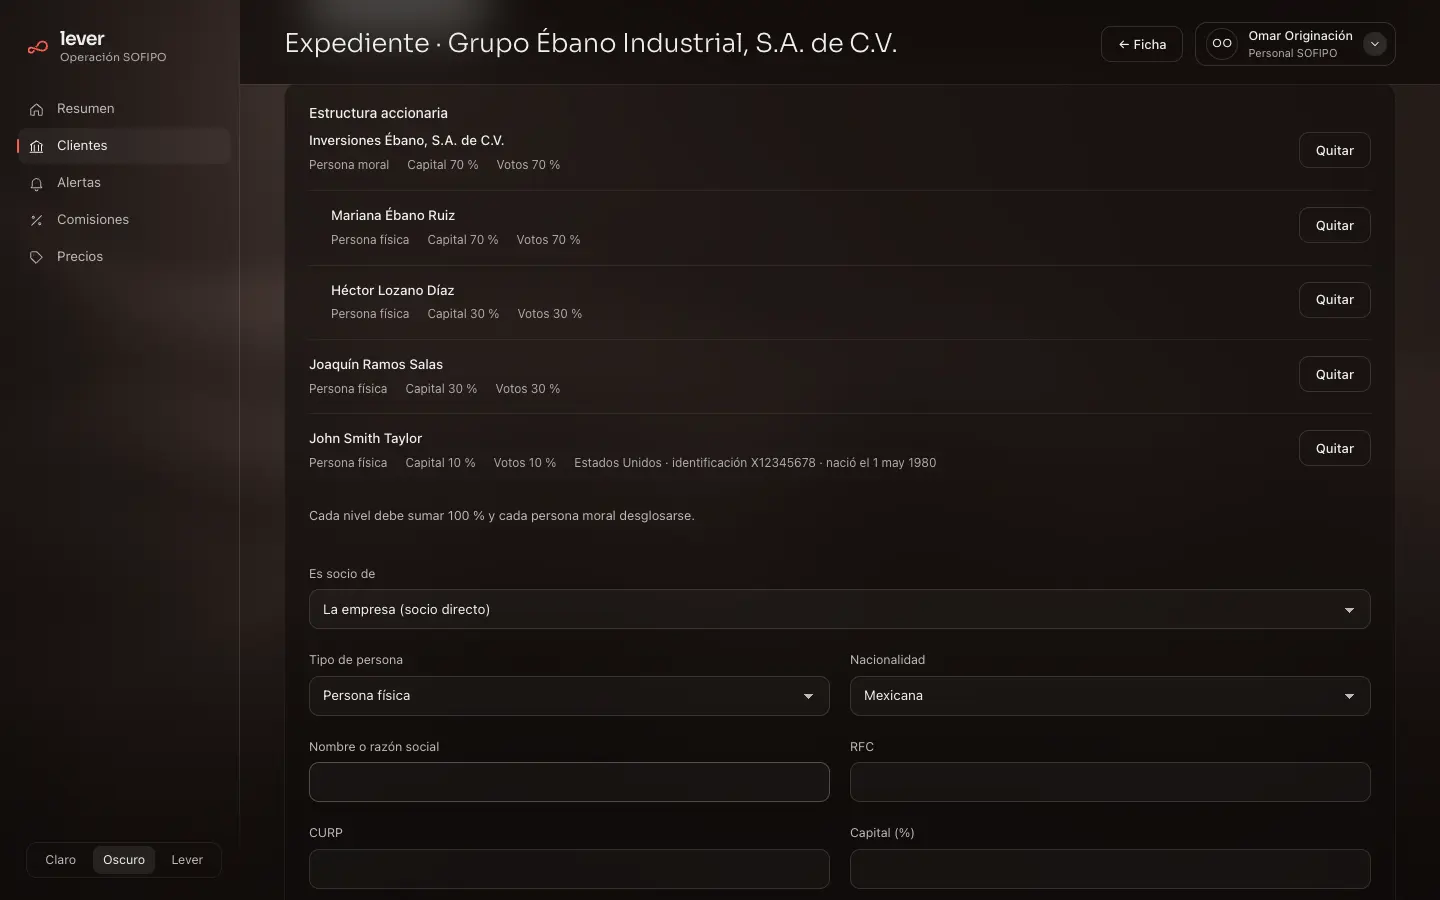 lever
Operación SOFIPO
Resumen
Clientes
Alertas
Comisiones
Precios
Claro
Oscuro
Lever
Expediente · Grupo Ébano Industrial, S.A. de C.V.
← Ficha
OO
Omar Originación
Personal SOFIPO
Estructura accionaria
Inversiones Ébano, S.A. de C.V.
Persona moral Capital 70 % Votos 70 %
Quitar
Mariana Ébano Ruiz
Persona física Capital 70 % Votos 70 %
Quitar
Héctor Lozano Díaz
Persona física Capital 30 % Votos 30 %
Quitar
Joaquín Ramos Salas
Persona física Capital 30 % Votos 30 %
Quitar
John Smith Taylor
Persona física Capital 10 % Votos 10 % Estados Unidos · identificación X12345678 · nació el 1 may 1980
Quitar
Cada nivel debe sumar 100 % y cada persona moral desglosarse.
Es socio de
La empresa (socio directo)
Tipo de persona
Persona física
Nacionalidad
Mexicana
Nombre o razón social
RFC
CURP
Capital (%)